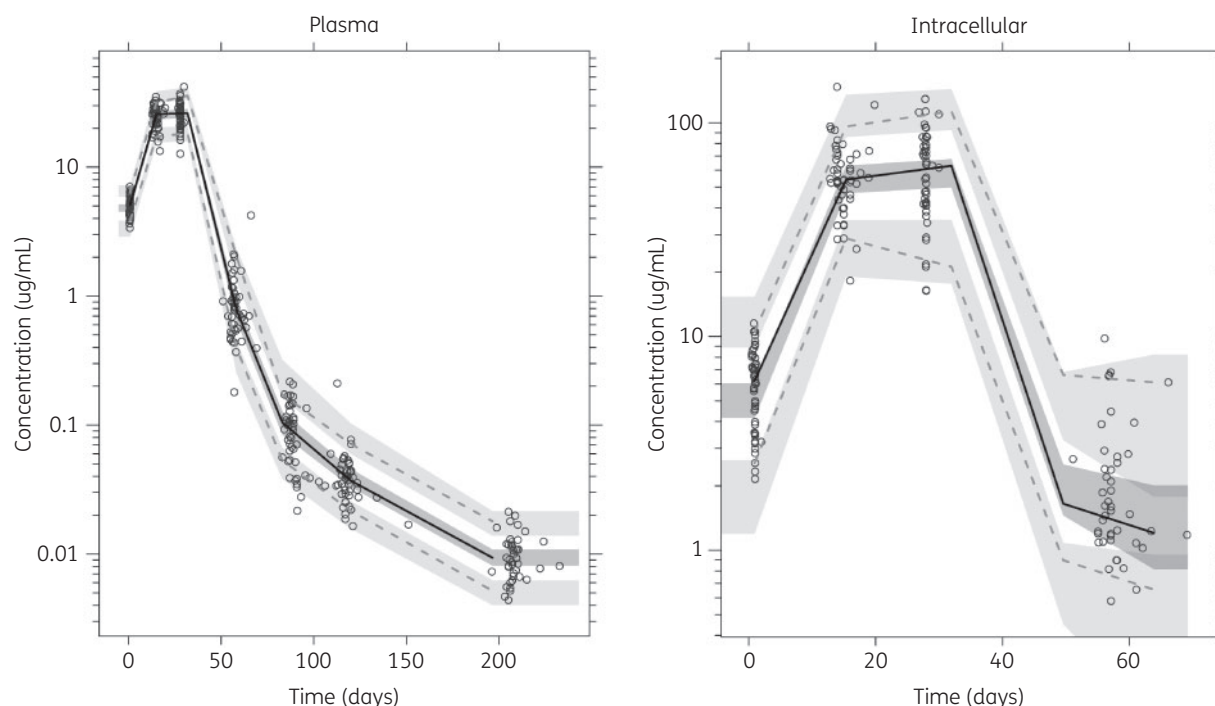 Plasma
Concentration (ug/mL)
10
1
0.1
0.01
0
50
100
150
200
Time (days)
Intracellular
Concentration (ug/mL)
100
10
1
0
20
40
60
Time (days)